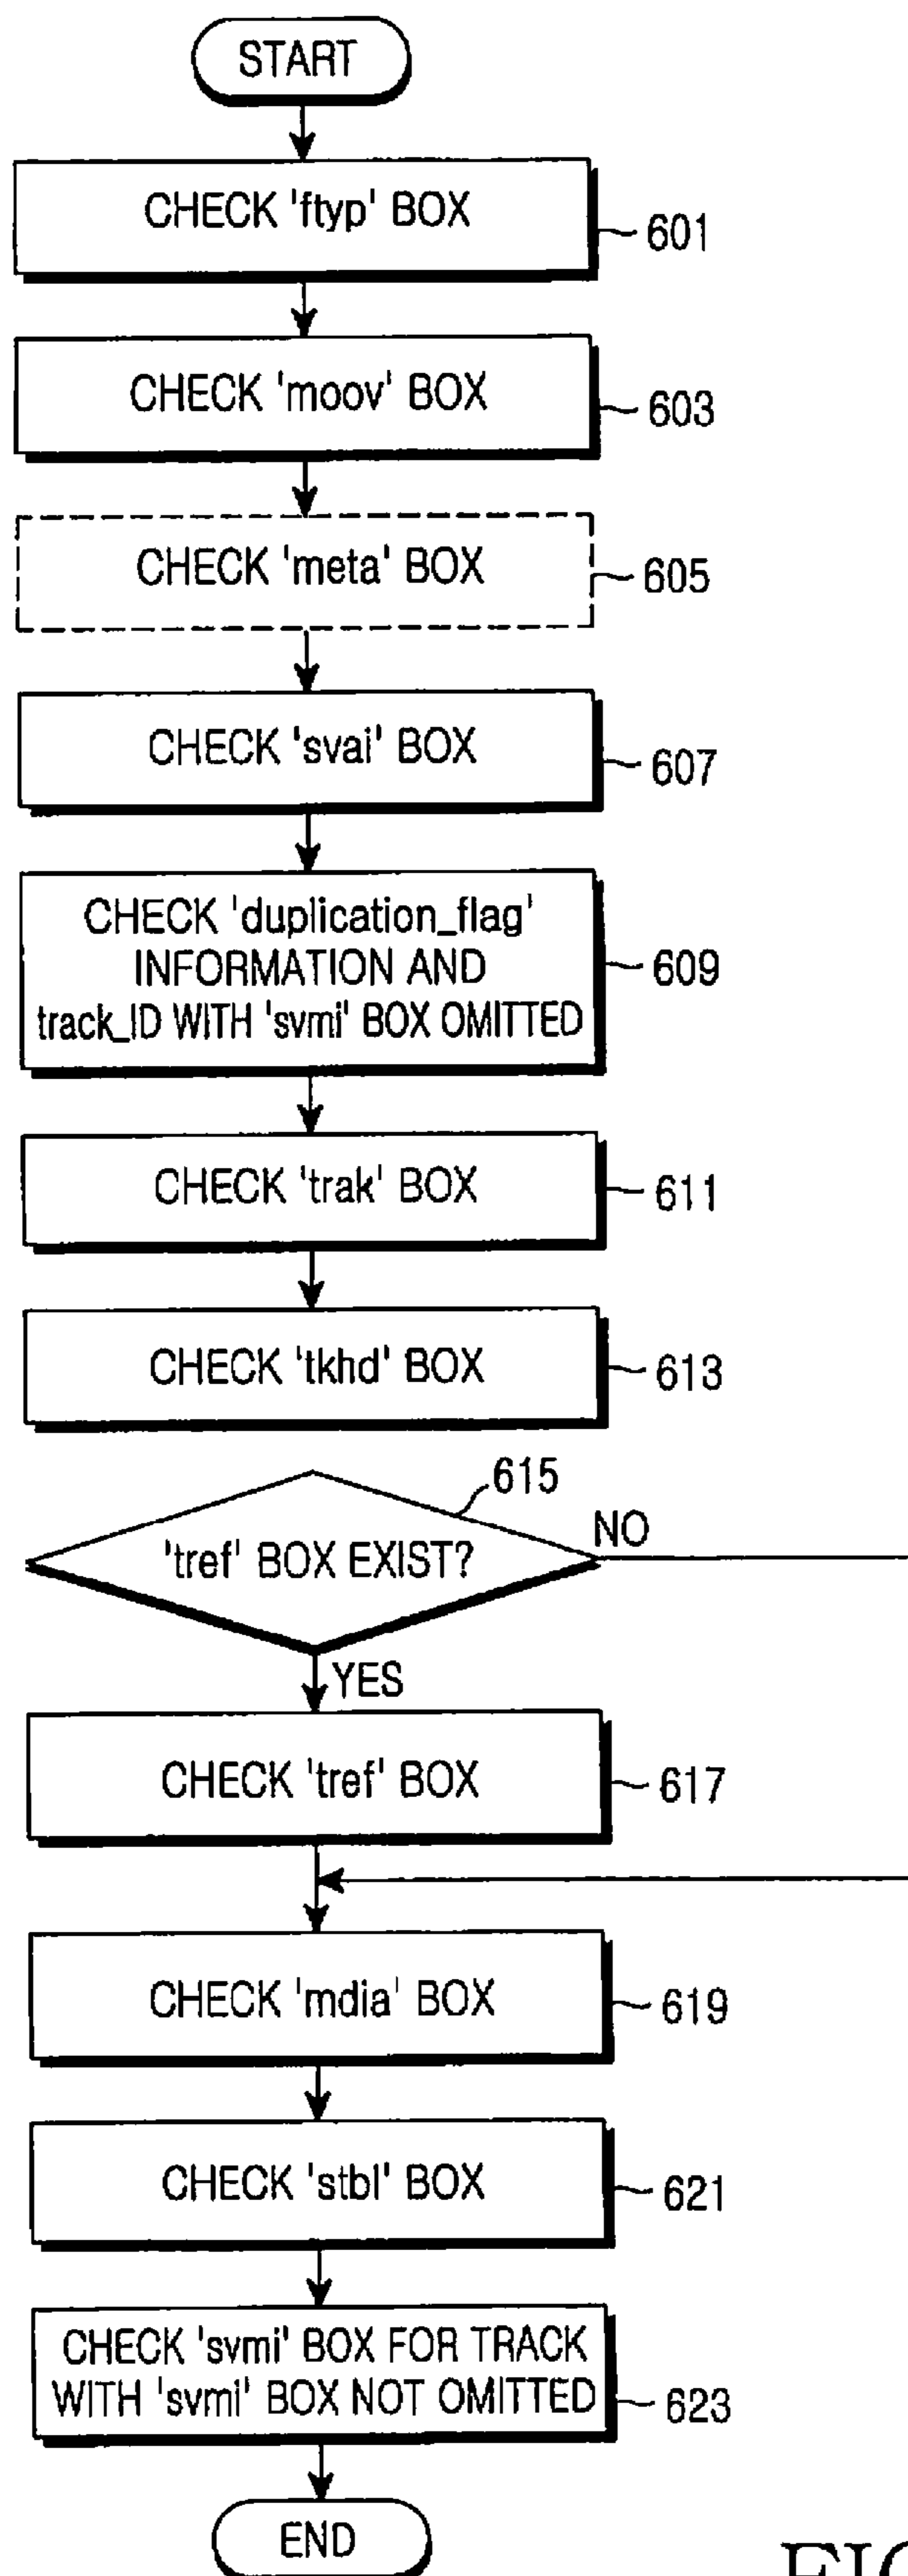 START
CHECK 'ftyp' BOX
601
CHECK 'moov' BOX
603
CHECK 'meta' BOX
605
CHECK 'svai' BOX
607
CHECK 'duplication_flag'
INFORMATION AND
track_ID WITH 'svmi' BOX OMITTED
609
CHECK 'trak' BOX
611
CHECK 'tkhd' BOX
613
615
'tref' BOX EXIST?
NO
YES
CHECK 'tref' BOX
617
CHECK 'mdia' BOX
619
CHECK 'stbl' BOX
621
CHECK 'svmi' BOX FOR TRACK
WITH 'svmi' BOX NOT OMITTED
623
END